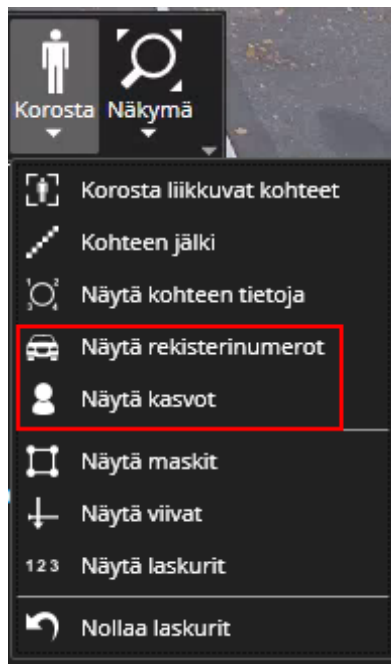 Korosta Näkymä
Korosta liikkuvat kohteet
Kohteen jälki
Näytä kohteen tietoja
Näytä rekisterinumerot
Näytä kasvot
Näytä maskit
Näytä viivat
123 Näytä laskurit
Nollaa laskurit